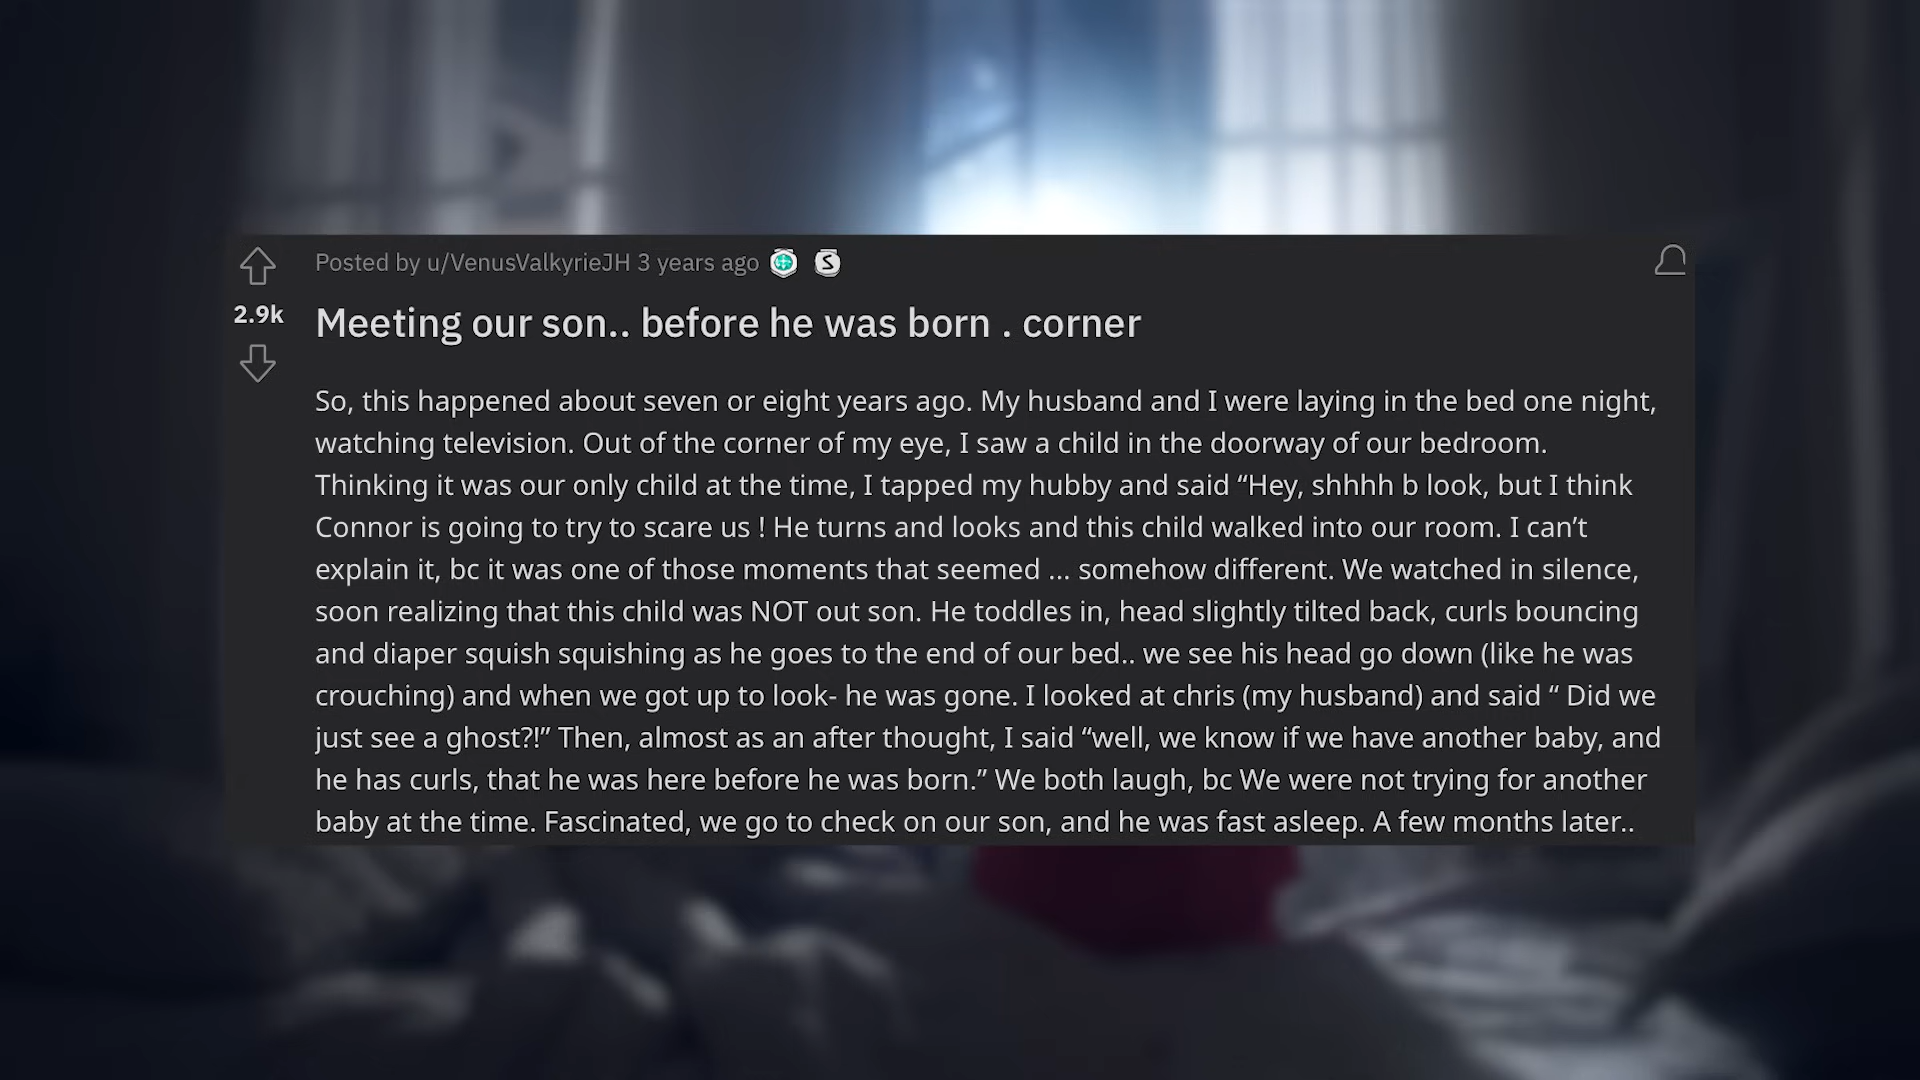 Posted by u/VenusValkyrieJH 3 years ago
2.9k
Meeting our son.. before he was born . corner
So, this happened about seven or eight years ago. My husband and I were laying in the bed one night,
watching television. Out of the corner of my eye, I saw a child in the doorway of our bedroom.
Thinking it was our only child at the time, I tapped my hubby and said “Hey, shhhh b look, but I think
Connor is going to try to scare us ! He turns and looks and this child walked into our room. I can’t
explain it, bc it was one of those moments that seemed ... somehow different. We watched in silence,
soon realizing that this child was NOT out son. He toddles in, head slightly tilted back, curls bouncing
and diaper squish squishing as he goes to the end of our bed.. we see his head go down (like he was
crouching) and when we got up to look- he was gone. I looked at chris (my husband) and said “ Did we
just see a ghost?!” Then, almost as an after thought, I said “well, we know if we have another baby, and
he has curls, that he was here before he was born.” We both laugh, bc We were not trying for another
baby at the time. Fascinated, we go to check on our son, and he was fast asleep. A few months later..